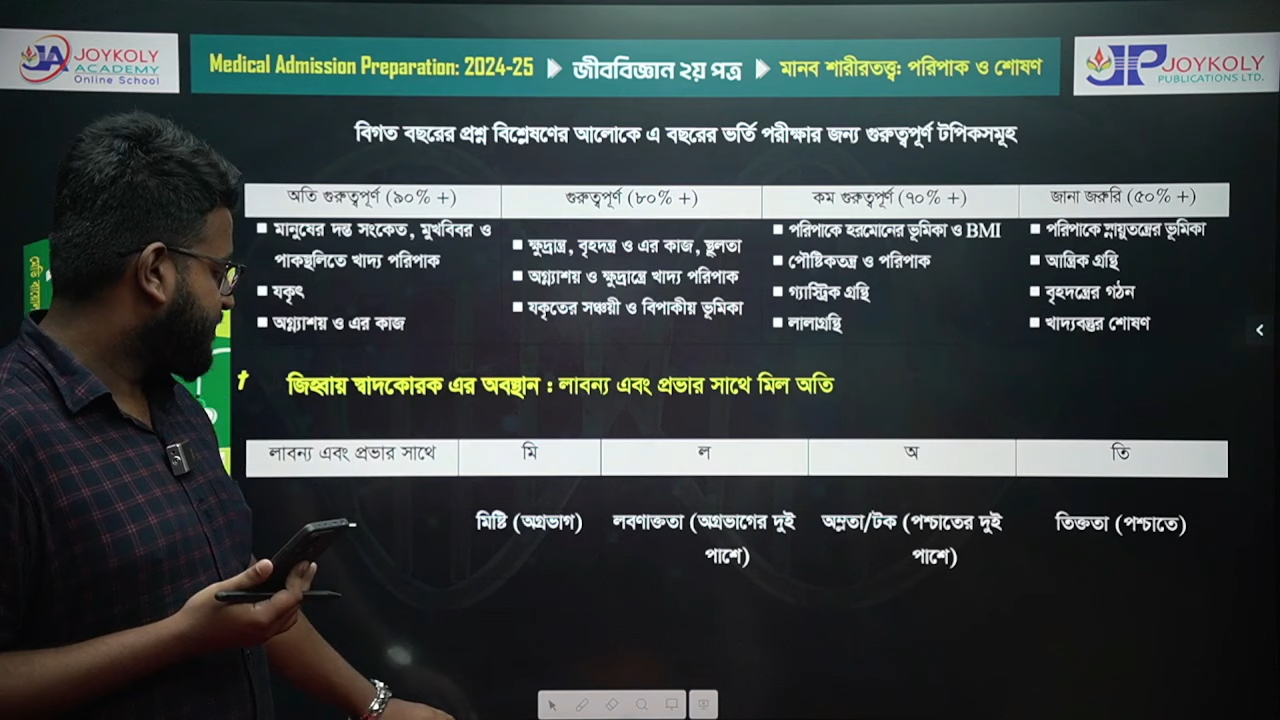 JOYKOLY
ACADEMY
Online School
Medical Admission Preparation: 2024-25 জীববিজ্ঞান ২য় পত্র মানব শারীরতত্ত্ব: পরিপাক ও শোষণ
JP JOYKOLY
PUBLICATIONS LTD.
বিগত বছরের প্রশ্ন বিশ্লেষণের আলোকে এ বছরের ভর্তি পরীক্ষার জন্য গুরুত্বপূর্ণ টপিকসমূহ
অতি গুরুত্বপূর্ণ (৯০% +)
মানুষের দন্ত সংকেত, মুখবিবর ও
পাকস্থলিতে খাদ্য পরিপাক
যকৃৎ
অগ্ন্যাশয় ও এর কাজ
গুরুত্বপূর্ণ (৮০% +)
ক্ষুদ্রান্ত্র, বৃহদন্ত্র ও এর কাজ, স্থূলতা
অগ্ন্যাশয় ও ক্ষুদ্রান্ত্রে খাদ্য পরিপাক
যকৃতের সঞ্চয়ী ও বিপাকীয় ভূমিকা
কম গুরুত্বপূর্ণ (৭০% +)
পরিপাকে হরমোনের ভূমিকা ও BMI
পৌষ্টিকতন্ত্র ও পরিপাক
গ্যাস্ট্রিক গ্রন্থি
লালাগ্রন্থি
জানা জরুরি (৫০% +)
পরিপাকে স্নায়ুতন্ত্রের ভূমিকা
আন্ত্রিক গ্রন্থি
বৃহদন্ত্রের গঠন
খাদ্যবস্তুর শোষণ
জিহ্বায় স্বাদকোরক এর অবস্থান : লাবন্য এবং প্রভার সাথে মিল অতি
লাবন্য এবং প্রভার সাথে মি ল অ তি
মিষ্টি (অগ্রভাগ) লবণাক্ততা (অগ্রভাগের দুই অম্লতা/টক (পশ্চাতের দুই তিক্ততা (পশ্চাতে)
পাশে) পাশে)